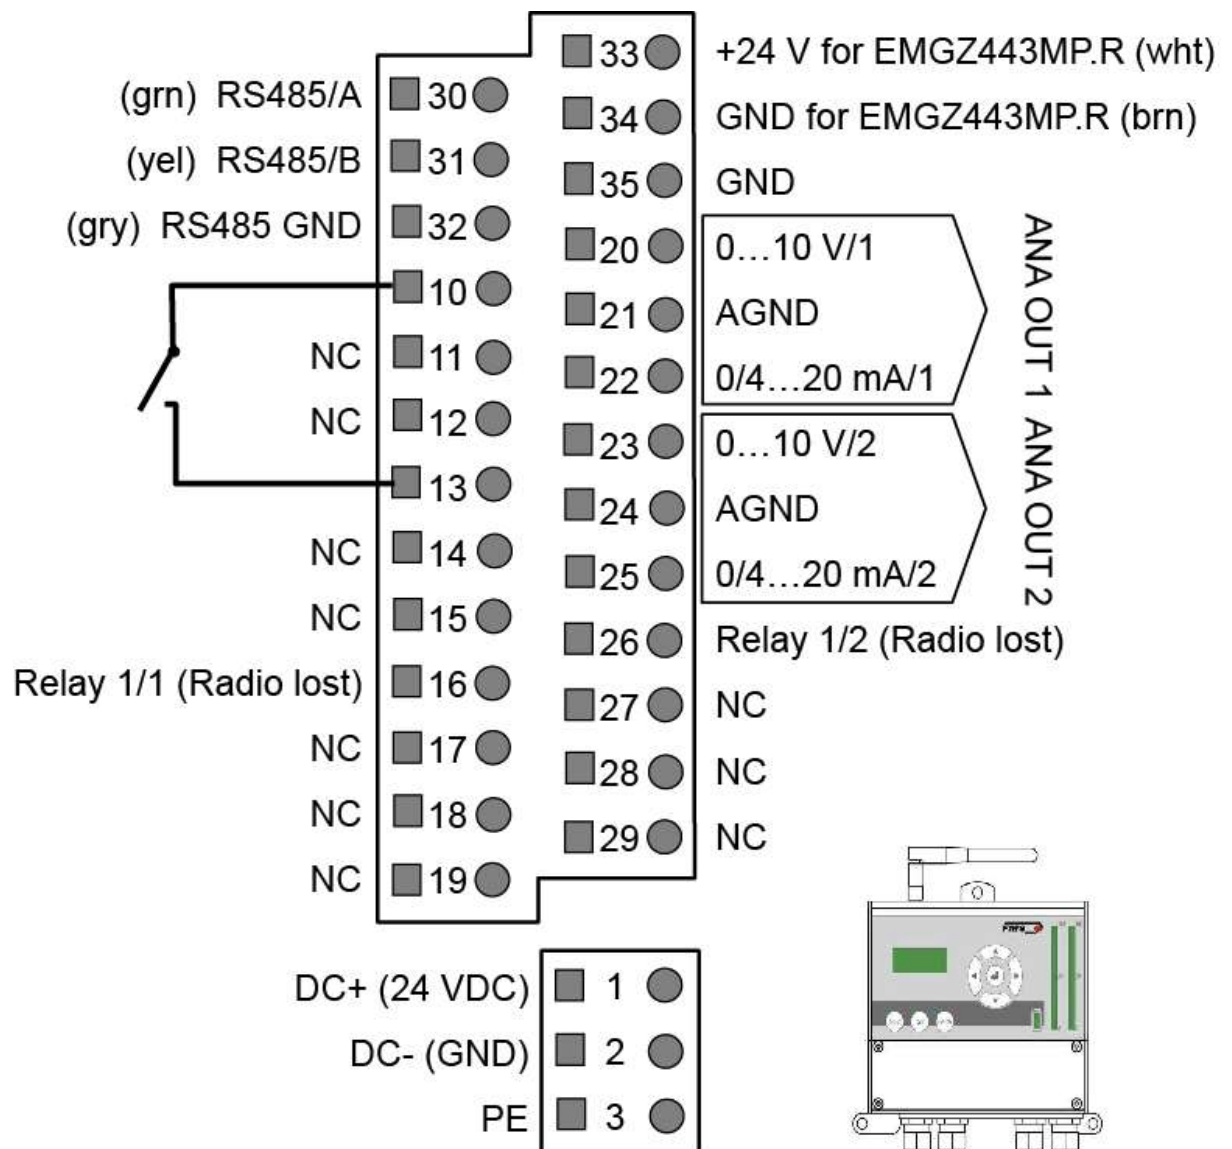 33 +24 V for EMGZ443MP.R (wht)
(grn) RS485/A 30
34 GND for EMGZ443MP.R (brn)
(yel) RS485/B 31
35 GND
(gry) RS485 GND 32
20 0…10 V/1
10
21 AGND
NC 11
22 0/4…20 mA/1
ANA OUT 1
NC 12
23 0…10 V/2
13
24 AGND
NC 14
25 0/4…20 mA/2
ANA OUT 2
NC 15
26 Relay 1/2 (Radio lost)
Relay 1/1 (Radio lost) 16
27 NC
NC 17
28 NC
NC 18
29 NC
NC 19
DC+ (24 VDC) 1
DC- (GND) 2
PE 3